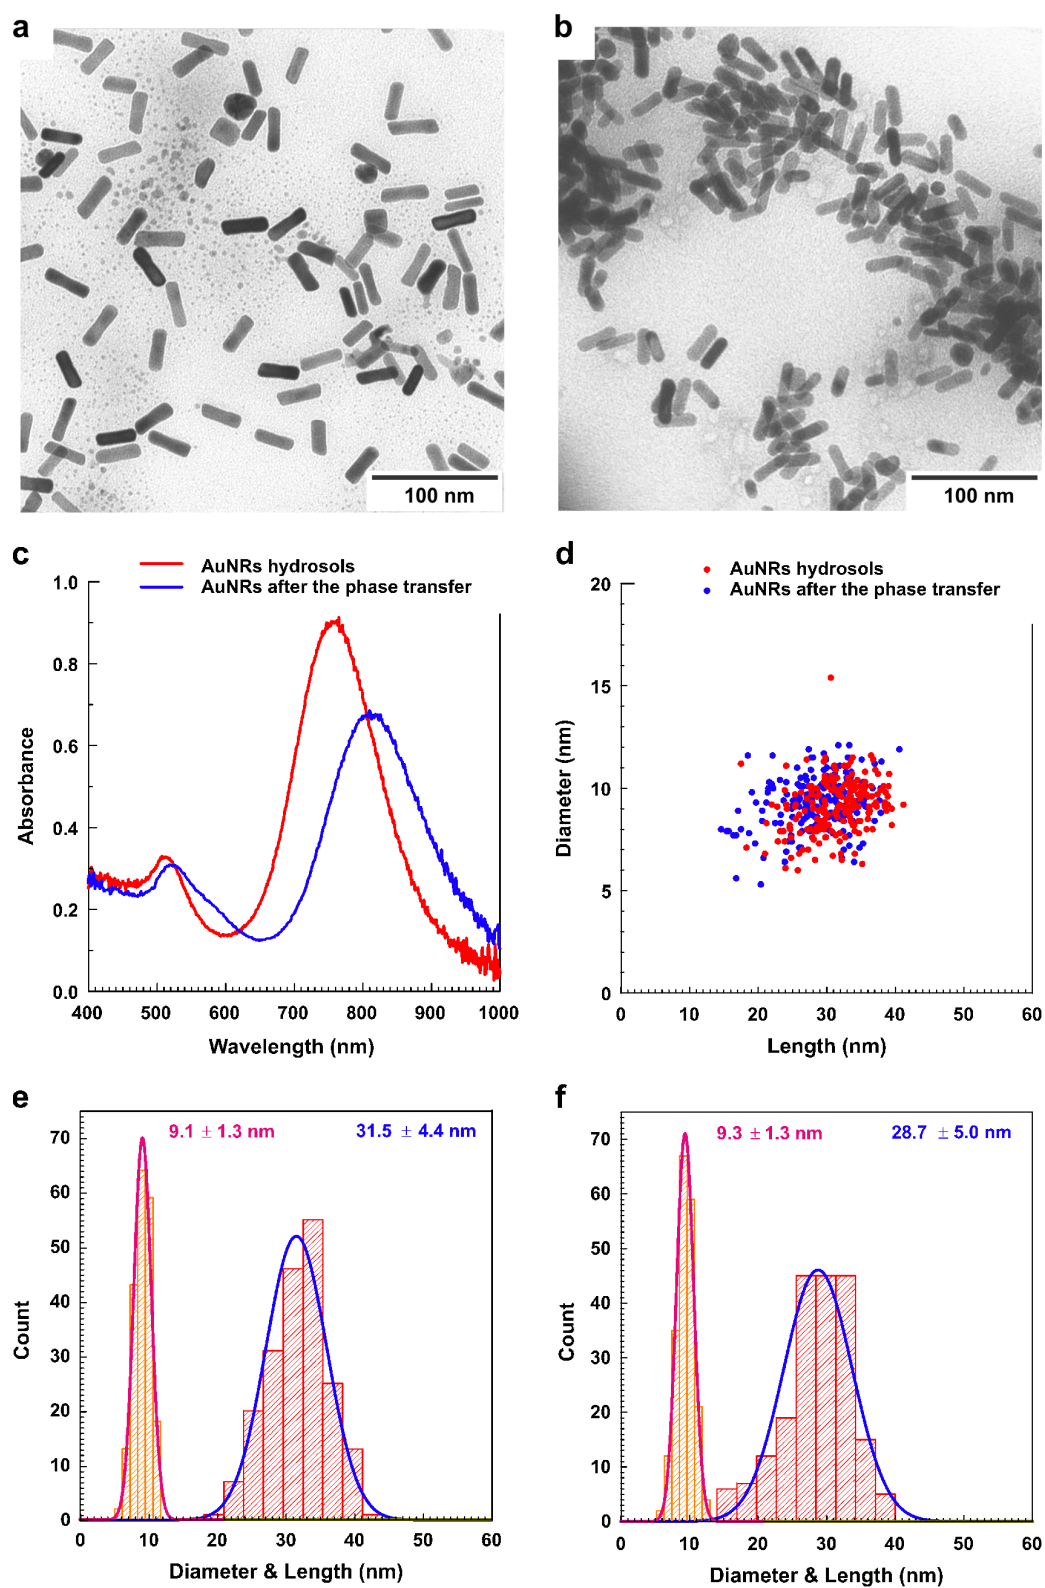 a
b
100 nm
100 nm
c
AuNRs hydrosols
AuNRs after the phase transfer
1.0
0.8
0.6
0.4
0.2
0.0
Absorbance
400 500 600 700 800 900 1000
Wavelength (nm)
d
AuNRs hydrosols
AuNRs after the phase transfer
20
15
10
5
0
Diameter (nm)
0 10 20 30 40 50 60
Length (nm)
e
9.1 ± 1.3 nm
31.5 ± 4.4 nm
70
60
50
40
30
20
10
0
Count
0 10 20 30 40 50 60
Diameter & Length (nm)
f
9.3 ± 1.3 nm
28.7 ± 5.0 nm
70
60
50
40
30
20
10
0
Count
0 10 20 30 40 50 60
Diameter & Length (nm)